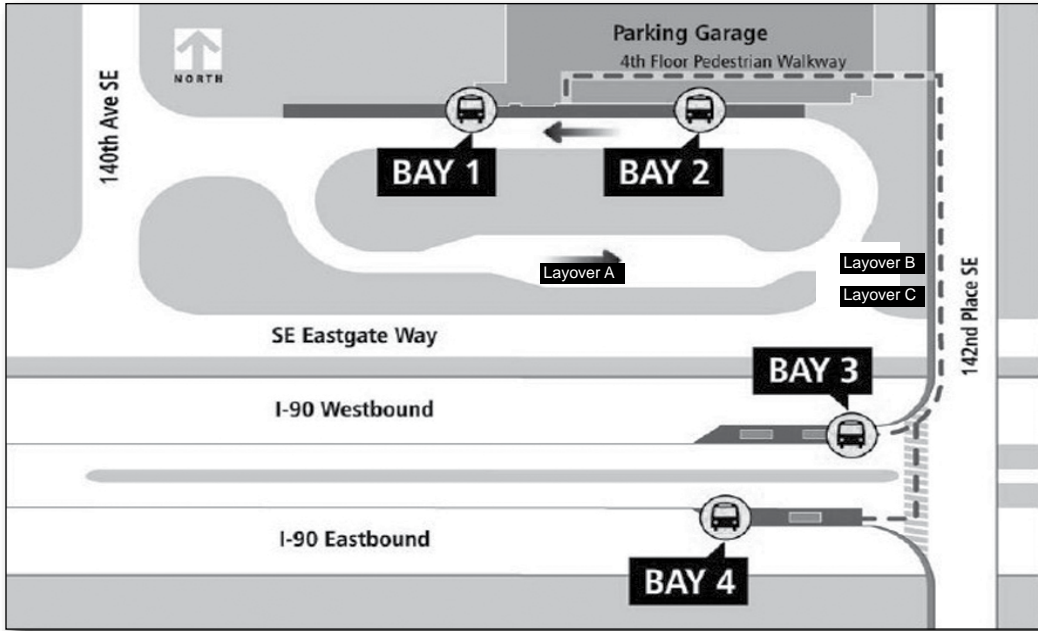 Parking Garage
4th Floor Pedestrian Walkway
NORTH
140th Ave SE
BAY 1
BAY 2
Layover A
Layover B
Layover C
142nd Place SE
SE Eastgate Way
BAY 3
I-90 Westbound
I-90 Eastbound
BAY 4